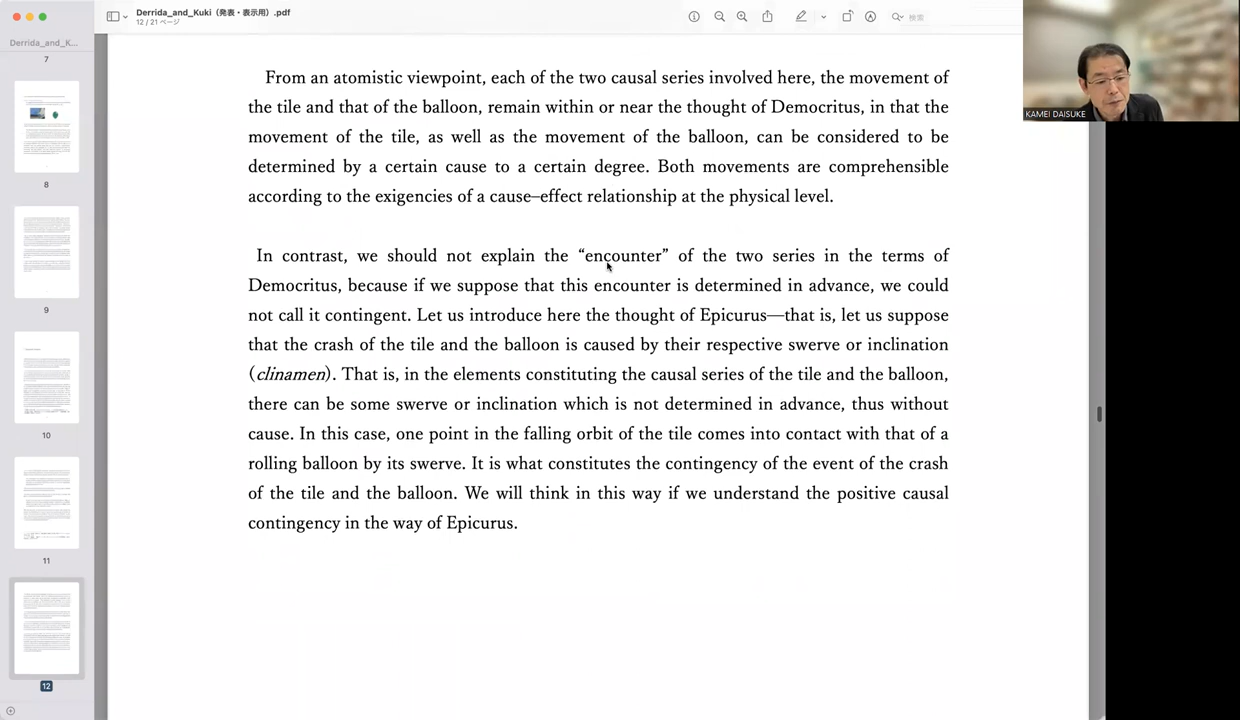 Derrida_and_Kuki（発表・表示用）.pdf
12 / 21 ページ
検索
Derrida_and_K...
7
8
9
10
11
12
From an atomistic viewpoint, each of the two causal series involved here, the movement of
the tile and that of the balloon, remain within or near the thought of Democritus, in that the
movement of the tile, as well as the movement of the balloon, can be considered to be
determined by a certain cause to a certain degree. Both movements are comprehensible
according to the exigencies of a cause–effect relationship at the physical level.
In contrast, we should not explain the “encounter” of the two series in the terms of
Democritus, because if we suppose that this encounter is determined in advance, we could
not call it contingent. Let us introduce here the thought of Epicurus—that is, let us suppose
that the crash of the tile and the balloon is caused by their respective swerve or inclination
(clinamen). That is, in the elements constituting the causal series of the tile and the balloon,
there can be some swerve or inclination which is not determined in advance, thus without
cause. In this case, one point in the falling orbit of the tile comes into contact with that of a
rolling balloon by its swerve. It is what constitutes the contingency of the event of the crash
of the tile and the balloon. We will think in this way if we understand the positive causal
contingency in the way of Epicurus.
KAMEI DAISUKE